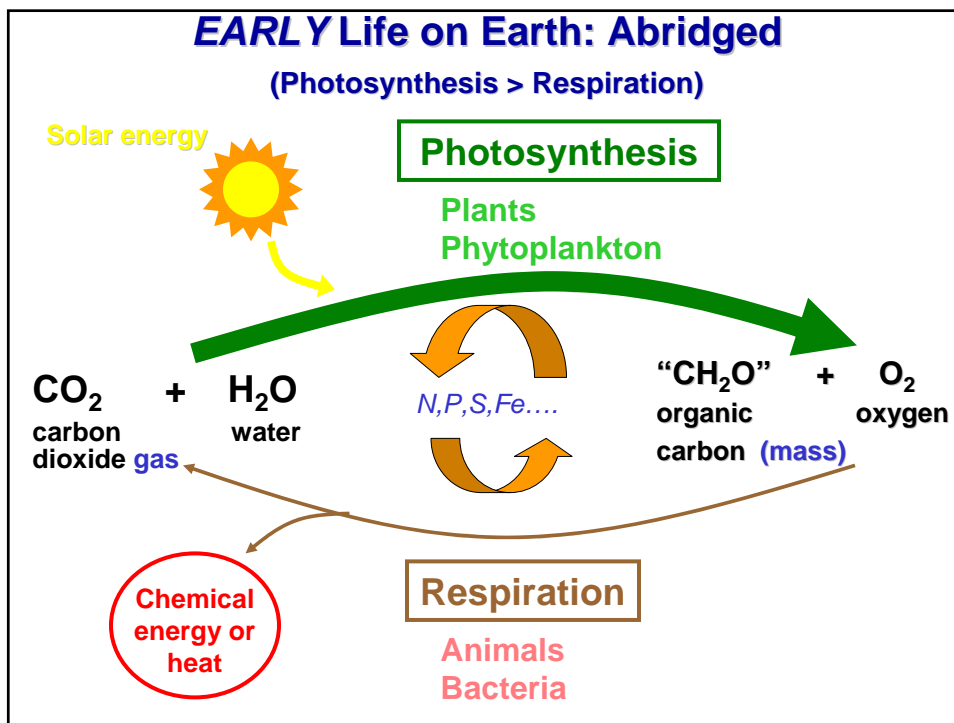 EARLY Life on Earth: Abridged
(Photosynthesis > Respiration)
Solar energy
Photosynthesis
Plants
Phytoplankton
CO₂ + H₂O
carbon water
dioxide gas
N,P,S,Fe....
“CH₂O” + O₂
organic oxygen
carbon (mass)
Chemical
energy or
heat
Respiration
Animals
Bacteria